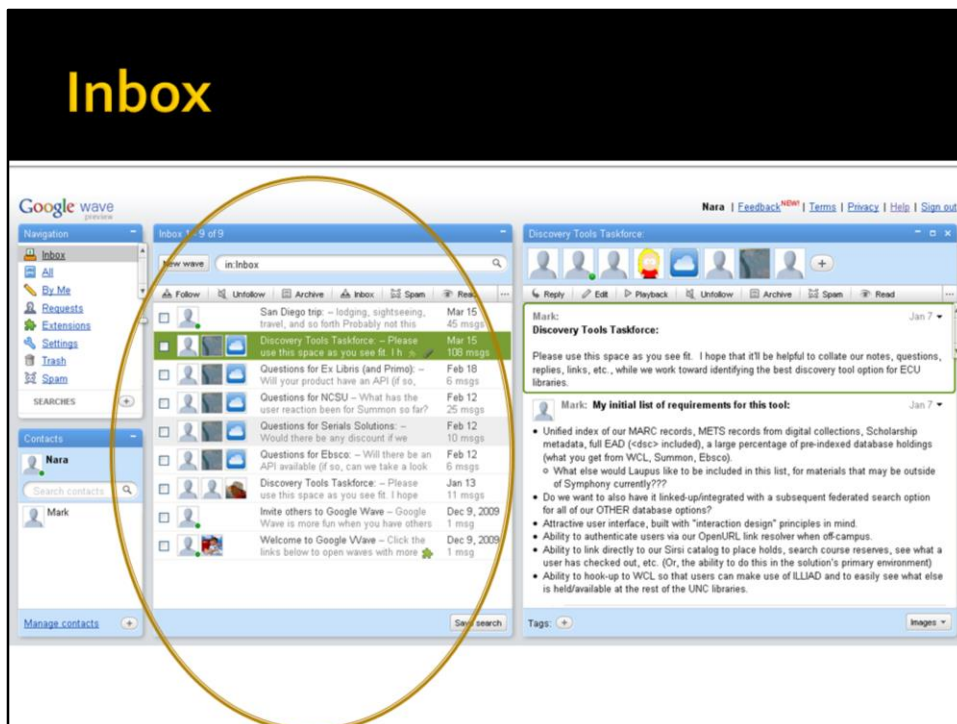 Inbox
Google wave
preview
Nara | Feedback NEW! | Terms | Privacy | Help | Sign out
Navigation
Inbox
All
By Me
Requests
Extensions
Settings
Trash
Spam
SEARCHES
Contacts
Nara
Search contacts
Mark
Manage contacts
Inbox 1 - 9 of 9
New wave
in:Inbox
Follow
Unfollow
Archive
Inbox
Spam
Read
San Diego trip: – lodging, sightseeing, Mar 15
travel, and so forth Probably not this 45 msgs
Discovery Tools Taskforce: – Please Mar 15
use this space as you see fit. I h 108 msgs
Questions for Ex Libris (and Primo): – Feb 18
Will your product have an API (if so, 6 msgs
Questions for NCSU – What has the Feb 12
user reaction been for Summon so far? 25 msgs
Questions for Serials Solutions: – Feb 12
Would there be any discount if we 10 msgs
Questions for Ebsco: – Will there be an Feb 12
API available (if so, can we take a look 6 msgs
Discovery Tools Taskforce: – Please Jan 13
use this space as you see fit. I hope 11 msgs
Invite others to Google Wave – Google Dec 9, 2009
Wave is more fun when you have others 1 msg
Welcome to Google Wave – Click the Dec 9, 2009
links below to open waves with more 1 msg
Save search
Discovery Tools Taskforce:
Reply
Edit
Playback
Unfollow
Archive
Spam
Read
Mark: Jan 7
Discovery Tools Taskforce:
Please use this space as you see fit. I hope that it'll be helpful to collate our notes, questions,
replies, links, etc., while we work toward identifying the best discovery tool option for ECU
libraries.
Mark: My initial list of requirements for this tool: Jan 7
• Unified index of our MARC records, METS records from digital collections, Scholarship
metadata, full EAD (<dsc> included), a large percentage of pre-indexed database holdings
(what you get from WCL, Summon, Ebsco).
o What else would Laupus like to be included in this list, for materials that may be outside
of Symphony currently???
• Do we want to also have it linked-up/integrated with a subsequent federated search option
for all of our OTHER database options?
• Attractive user interface, built with "interaction design" principles in mind.
• Ability to authenticate users via our OpenURL link resolver when off-campus.
• Ability to link directly to our Sirsi catalog to place holds, search course reserves, see what a
user has checked out, etc. (Or, the ability to do this in the solution's primary environment)
• Ability to hook-up to WCL so that users can make use of ILLIAD and to easily see what else
is held/available at the rest of the UNC libraries.
Tags:
Images